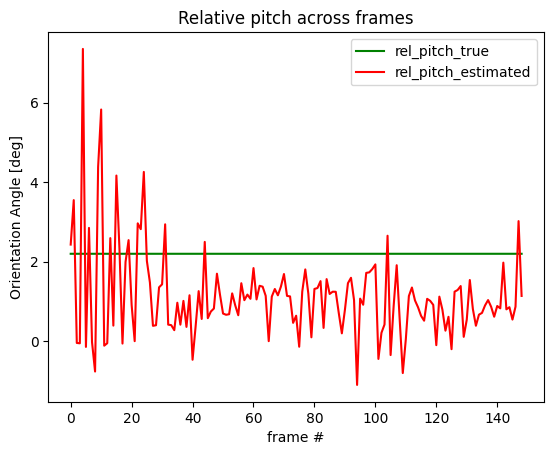 Relative pitch across frames
rel_pitch_true
rel_pitch_estimated
Orientation Angle [deg]
6
4
2
0
0 20 40 60 80 100 120 140
frame #